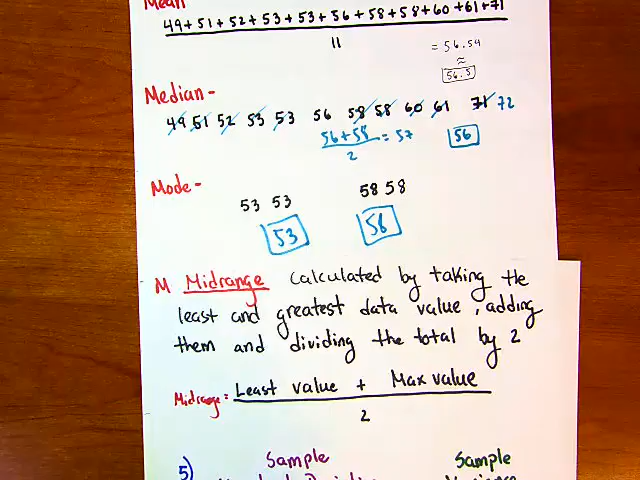 Mean
49+51+52+53+53+56+58+58+60+61+71
11
= 56.54
≈
56.5
Median-
49 51 52 53 53 56 58 58 60 61 71 72
56+58 = 57
2
56
Mode-
53 53 58 58
53 58
M Midrange calculated by taking the
least and greatest data value, adding
them and dividing the total by 2
Midrange = Least value + Max value
2
5) Sample Sample